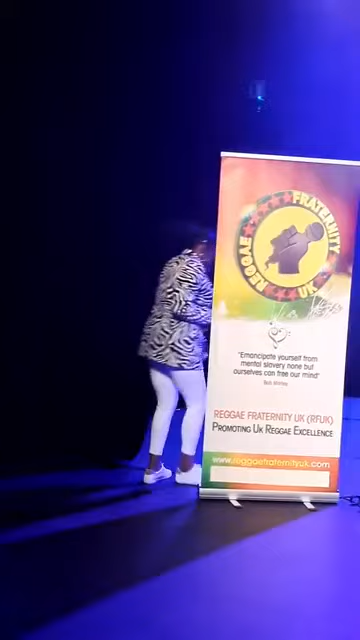 REGGAE FRATERNITY UK
"Emancipate yourself from
mental slavery none but
ourselves can free our mind"
Bob Marley
REGGAE FRATERNITY UK (RFUK)
PROMOTING UK REGGAE EXCELLENCE
www.reggaefraternityuk.com